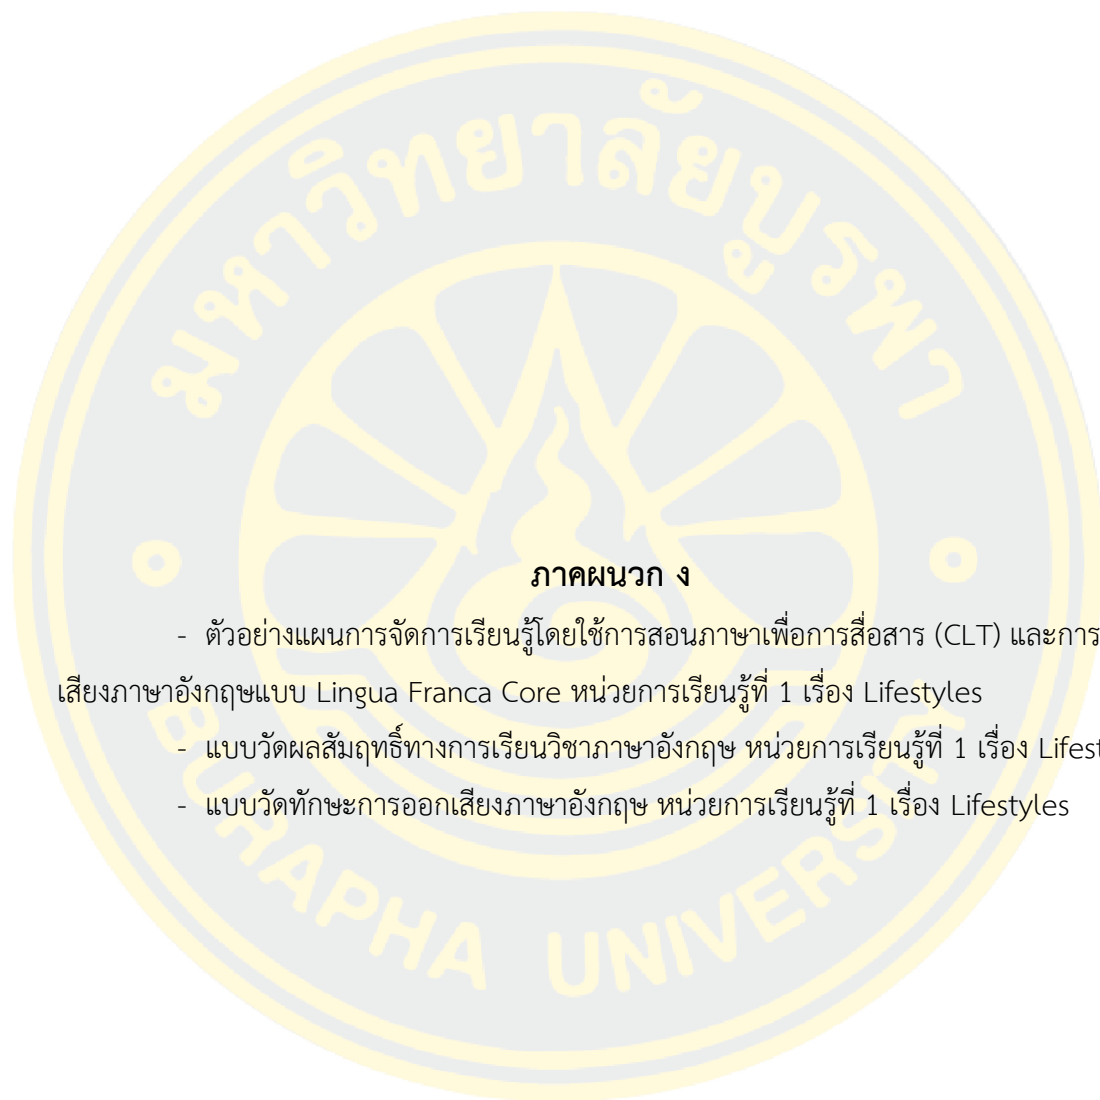 มหาวิทยาลัยบูรพา
ภาคผนวก ง
- ตัวอย่างแผนการจัดการเรียนรู้โดยใช้การสอนภาษาเพื่อการสื่อสาร (CLT) และการ
เสียงภาษาอังกฤษแบบ Lingua Franca Core หน่วยการเรียนรู้ที่ 1 เรื่อง Lifestyles
- แบบวัดผลสัมฤทธิ์ทางการเรียนวิชาภาษาอังกฤษ หน่วยการเรียนรู้ที่ 1 เรื่อง Lifest
- แบบวัดทักษะการออกเสียงภาษาอังกฤษ หน่วยการเรียนรู้ที่ 1 เรื่อง Lifestyles
BURAPHA UNIVERSITY